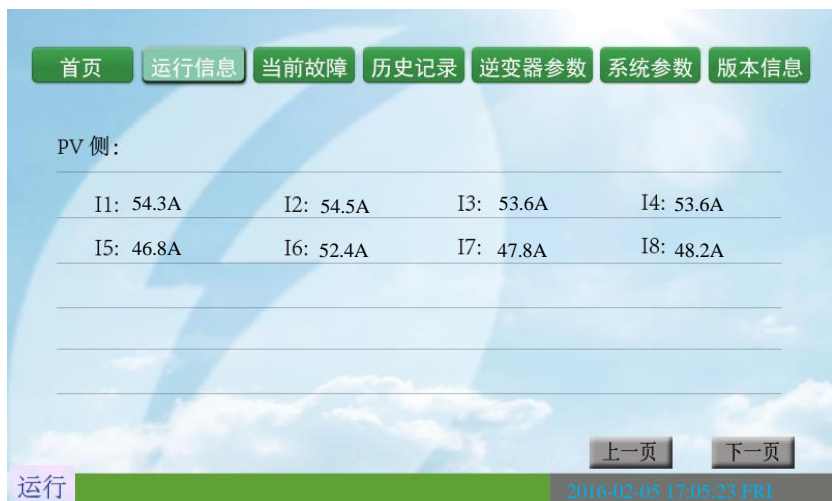 首页 运行信息 当前故障 历史记录 逆变器参数 系统参数 版本信息
PV 侧:
I1: 54.3A I2: 54.5A I3: 53.6A I4: 53.6A
I5: 46.8A I6: 52.4A I7: 47.8A I8: 48.2A
上一页 下一页
运行 2016-02-05 17:05:23 FRI